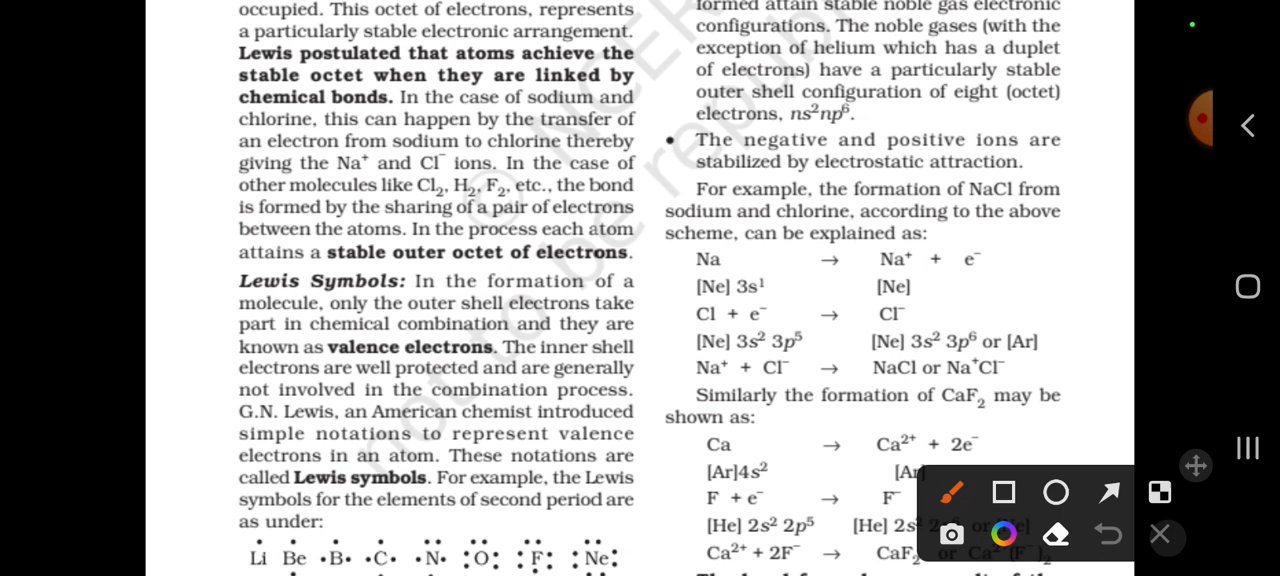 occupied. This octet of electrons, represents
a particularly stable electronic arrangement.
Lewis postulated that atoms achieve the
stable octet when they are linked by
chemical bonds. In the case of sodium and
chlorine, this can happen by the transfer of
an electron from sodium to chlorine thereby
giving the Na⁺ and Cl⁻ ions. In the case of
other molecules like Cl₂, H₂, F₂, etc., the bond
is formed by the sharing of a pair of electrons
between the atoms. In the process each atom
attains a stable outer octet of electrons.
Lewis Symbols: In the formation of a
molecule, only the outer shell electrons take
part in chemical combination and they are
known as valence electrons. The inner shell
electrons are well protected and are generally
not involved in the combination process.
G.N. Lewis, an American chemist introduced
simple notations to represent valence
electrons in an atom. These notations are
called Lewis symbols. For example, the Lewis
symbols for the elements of second period are
as under:
Li Be •B• •C• •N• :O: :F: :Ne:
formed attain stable noble gas electronic
configurations. The noble gases (with the
exception of helium which has a duplet
of electrons) have a particularly stable
outer shell configuration of eight (octet)
electrons, ns²np⁶.
• The negative and positive ions are
stabilized by electrostatic attraction.
For example, the formation of NaCl from
sodium and chlorine, according to the above
scheme, can be explained as:
Na → Na⁺ + e⁻
[Ne] 3s¹ [Ne]
Cl + e⁻ → Cl⁻
[Ne] 3s² 3p⁵ [Ne] 3s² 3p⁶ or [Ar]
Na⁺ + Cl⁻ → NaCl or Na⁺Cl⁻
Similarly the formation of CaF₂ may be
shown as:
Ca → Ca²⁺ + 2e⁻
[Ar]4s² [Ar]
F + e⁻ → F⁻
[He] 2s² 2p⁵ [He] 2s² 2p⁶ or [Ne]
Ca²⁺ + 2F⁻ → CaF₂ or Ca²⁺(F⁻)₂
© NCER
not to be republ